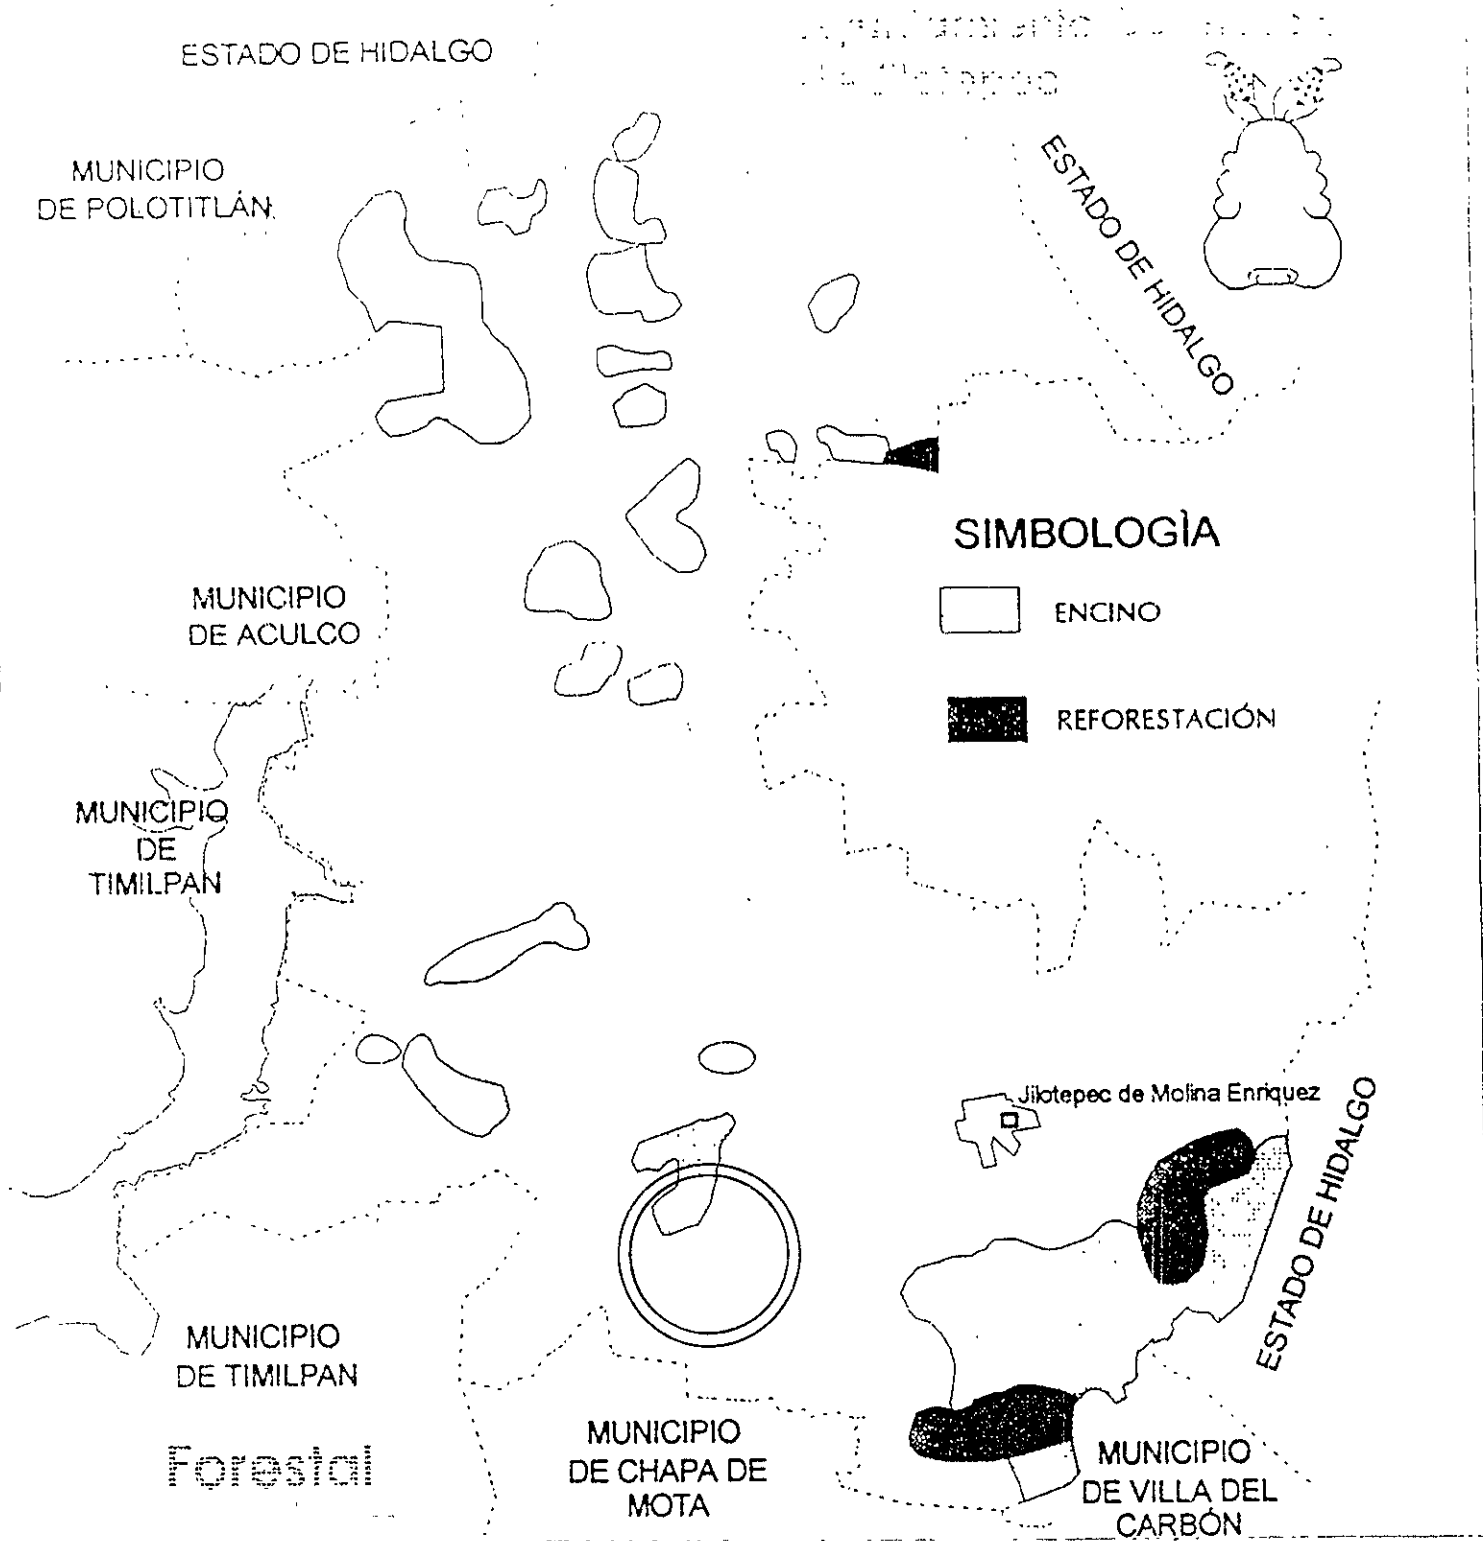 ESTADO DE HIDALGO
MUNICIPIO
DE POLOTITLÁN
ESTADO DE HIDALGO
SIMBOLOGÌA
ENCINO
REFORESTACIÓN
MUNICIPIO
DE ACULCO
MUNICIPIO
DE
TIMILPAN
Jilotepec de Molina Enriquez
ESTADO DE HIDALGO
MUNICIPIO
DE TIMILPAN
Forestal
MUNICIPIO
DE CHAPA DE
MOTA
MUNICIPIO
DE VILLA DEL
CARBÓN